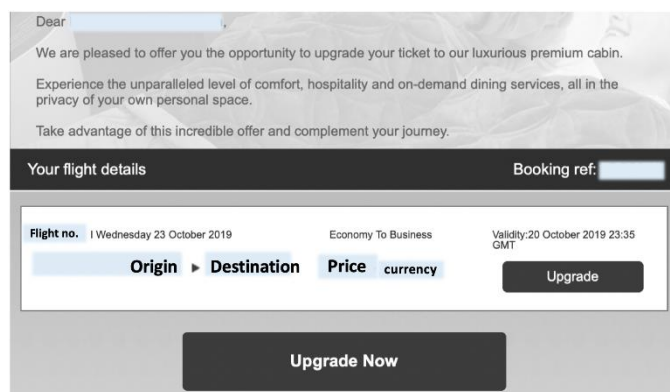 Dear ,
We are pleased to offer you the opportunity to upgrade your ticket to our luxurious premium cabin.
Experience the unparalleled level of comfort, hospitality and on-demand dining services, all in the
privacy of your own personal space.
Take advantage of this incredible offer and complement your journey.
Your flight details Booking ref:
Flight no. I Wednesday 23 October 2019 Economy To Business Validity:20 October 2019 23:35
GMT
Origin ▸ Destination Price currency Upgrade
Upgrade Now